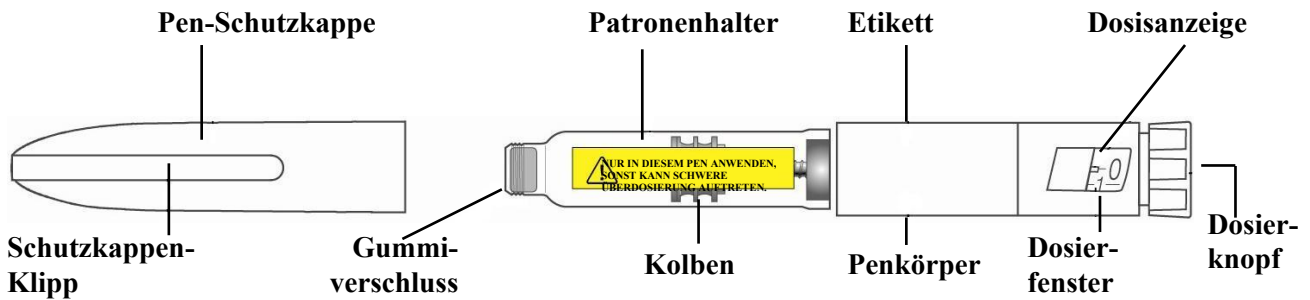 Pen-Schutzkappe
Patronenhalter
Etikett
Dosisanzeige
NUR IN DIESEM PEN ANWENDEN,
SONST KANN SCHWERE
ÜBERDOSIERUNG AUFTRETEN.
0
1
Schutzkappen-
Klipp
Gummi-
verschluss
Kolben
Penkörper
Dosier-
fenster
Dosier-
knopf